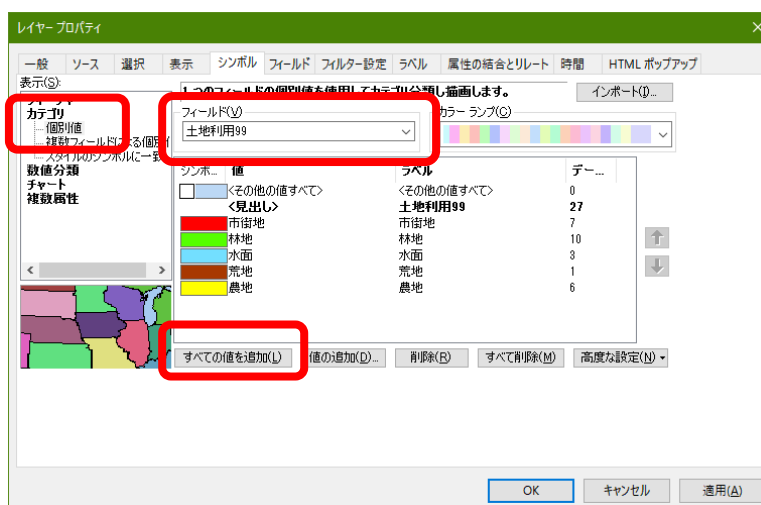 レイヤー プロパティ
一般 ソース 選択 表示 シンボル フィールド フィルター設定 ラベル 属性の結合とリレート 時間 HTML ポップアップ
表示(S):
1 つのフィールドの個別値を使用してカテゴリ分類し描画します。 インポート(I)...
カテゴリ
個別値
複数フィールドによる個別
スタイルのシンボルに一致
数値分類
チャート
複数属性
フィールド(V) カラー ランプ(C)
土地利用99
シンボ... 値 ラベル デー...
<その他の値すべて> <その他の値すべて> 0
<見出し> 土地利用99 27
市街地 市街地 7
林地 林地 10
水面 水面 3
荒地 荒地 1
農地 農地 6
すべての値を追加(L) 値の追加(D)... 削除(R) すべて削除(M) 高度な設定(N)
OK キャンセル 適用(A)